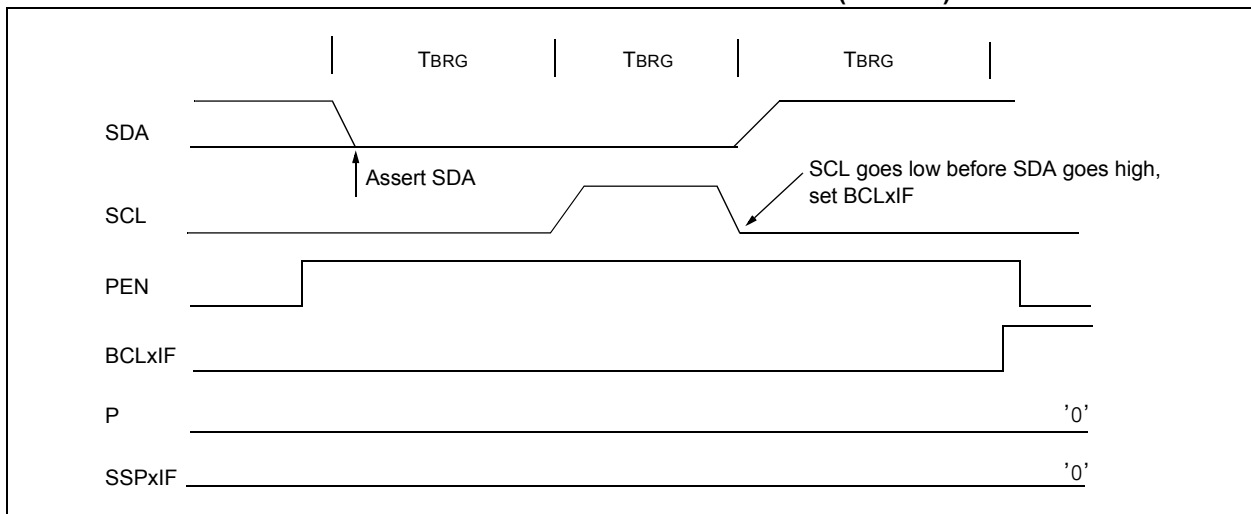 TBRG TBRG TBRG
SDA
Assert SDA
SCL goes low before SDA goes high,
set BCLxIF
SCL
PEN
BCLxIF
P '0'
SSPxIF '0'